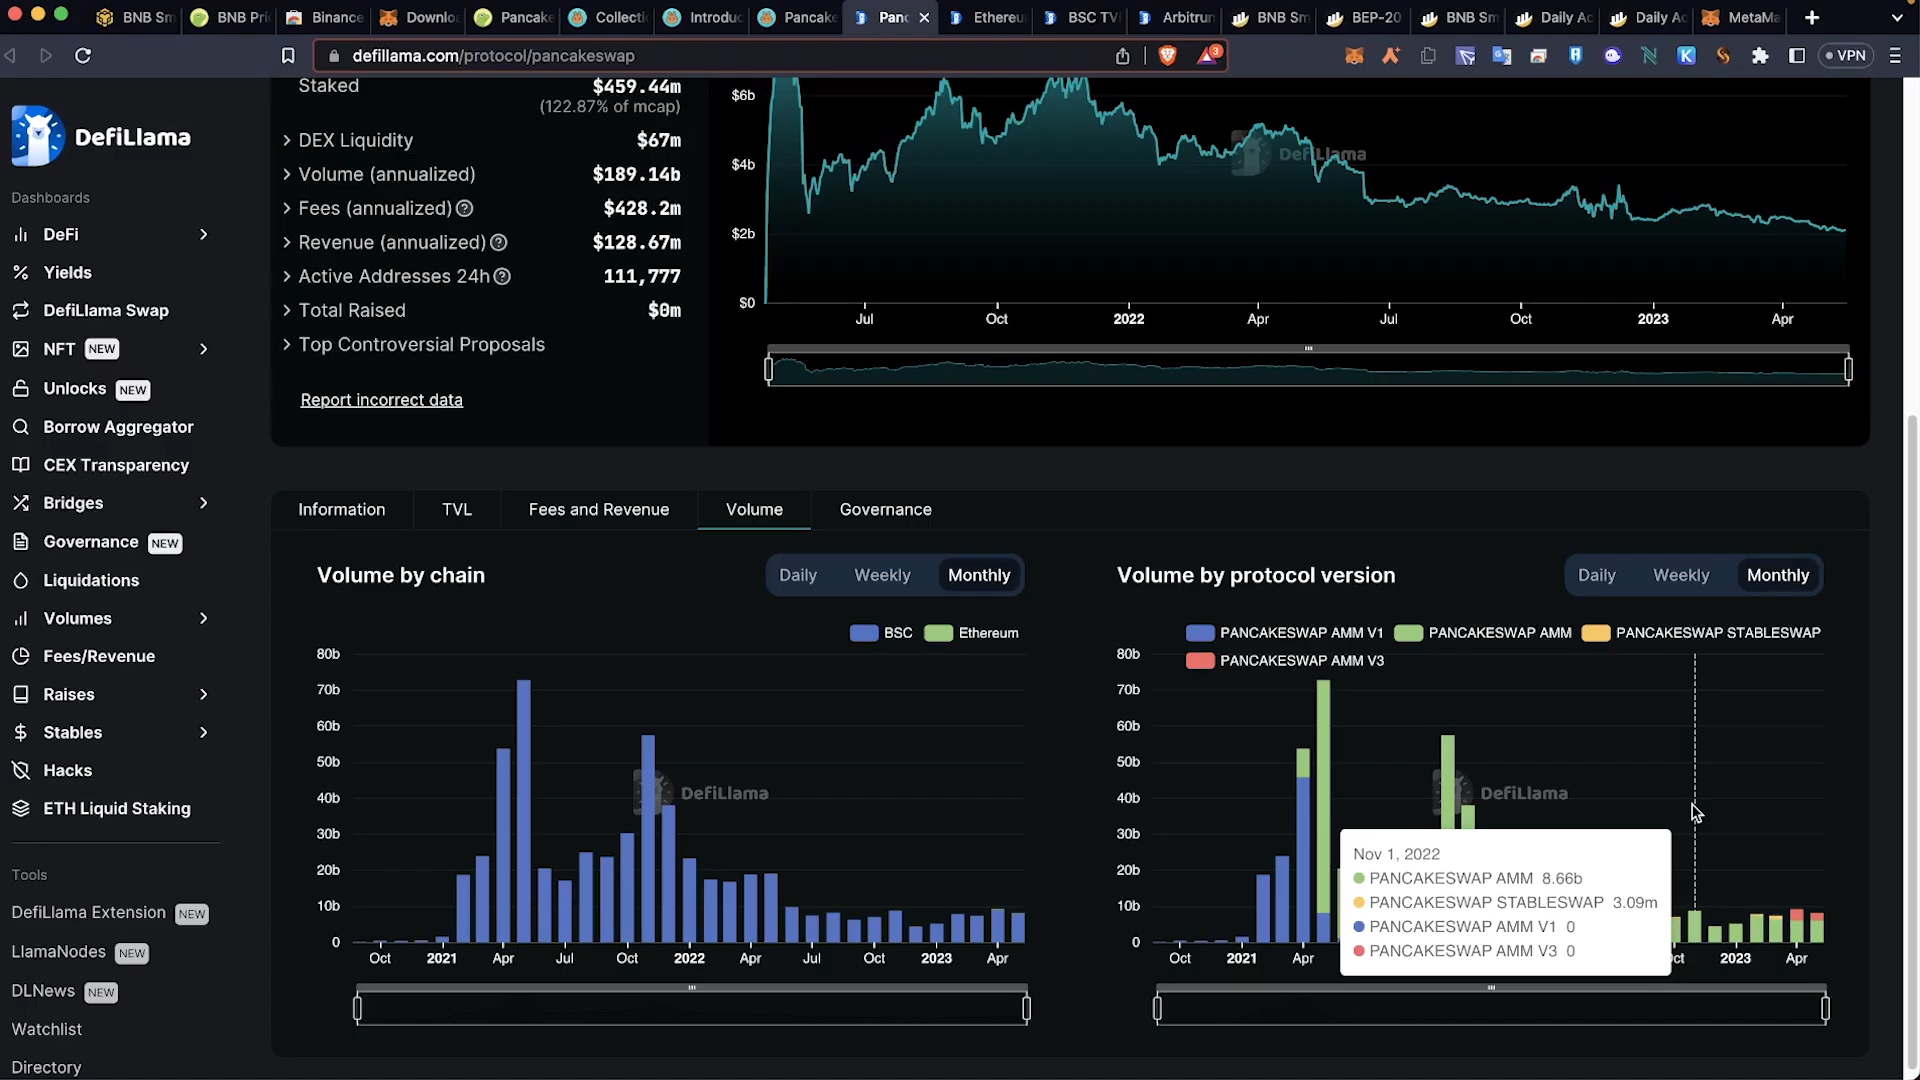 BNB Sm
BNB Pri
Binance
Downlo
Pancake
Collecti
Introduc
Pancake
Panc
Ethereu
BSC TV
Arbitrun
BNB Sm
BEP-20
BNB Sm
Daily Ac
Daily Ac
MetaMa
defillama.com/protocol/pancakeswap
3
VPN
DefiLlama
Dashboards
DeFi
Yields
DefiLlama Swap
NFT NEW
Unlocks NEW
Borrow Aggregator
CEX Transparency
Bridges
Governance NEW
Liquidations
Volumes
Fees/Revenue
Raises
Stables
Hacks
ETH Liquid Staking
Tools
DefiLlama Extension NEW
LlamaNodes NEW
DLNews NEW
Watchlist
Directory
Staked $459.44m
(122.87% of mcap)
DEX Liquidity $67m
Volume (annualized) $189.14b
Fees (annualized) $428.2m
Revenue (annualized) $128.67m
Active Addresses 24h 111,777
Total Raised $0m
Top Controversial Proposals
Report incorrect data
$6b
$4b
$2b
$0
DefiLlama
Jul Oct 2022 Apr Jul Oct 2023 Apr
Information TVL Fees and Revenue Volume Governance
Volume by chain
Daily Weekly Monthly
BSC Ethereum
80b
70b
60b
50b
40b
30b
20b
10b
0
DefiLlama
Oct 2021 Apr Jul Oct 2022 Apr Jul Oct 2023 Apr
Volume by protocol version
Daily Weekly Monthly
PANCAKESWAP AMM V1 PANCAKESWAP AMM PANCAKESWAP STABLESWAP
PANCAKESWAP AMM V3
80b
70b
60b
50b
40b
30b
20b
10b
0
DefiLlama
Nov 1, 2022
PANCAKESWAP AMM 8.66b
PANCAKESWAP STABLESWAP 3.09m
PANCAKESWAP AMM V1 0
PANCAKESWAP AMM V3 0
Oct 2021 Apr ct 2023 Apr